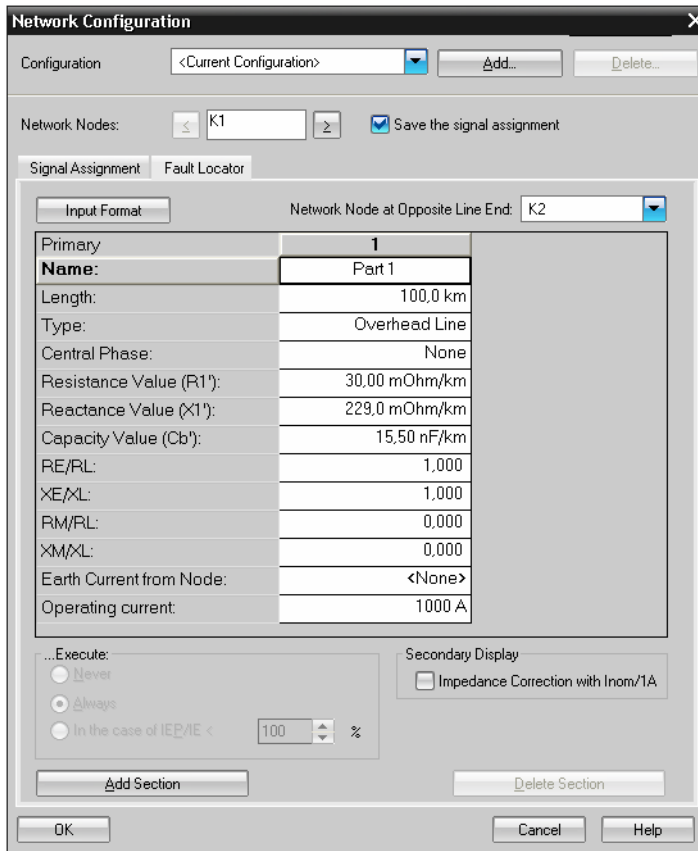 Network Configuration
Configuration <Current Configuration> Add... Delete...
Network Nodes: < K1 > Save the signal assignment
Signal Assignment Fault Locator
Input Format Network Node at Opposite Line End: K2
Primary 1
Name: Part 1
Length: 100,0 km
Type: Overhead Line
Central Phase: None
Resistance Value (R1'): 30,00 mOhm/km
Reactance Value (X1'): 229,0 mOhm/km
Capacity Value (Cb'): 15,50 nF/km
RE/RL: 1,000
XE/XL: 1,000
RM/RL: 0,000
XM/XL: 0,000
Earth Current from Node: <None>
Operating current: 1000 A
...Execute: Secondary Display
Never Impedance Correction with Inom/1A
Always
In the case of IEP/IE < 100 %
Add Section Delete Section
OK Cancel Help